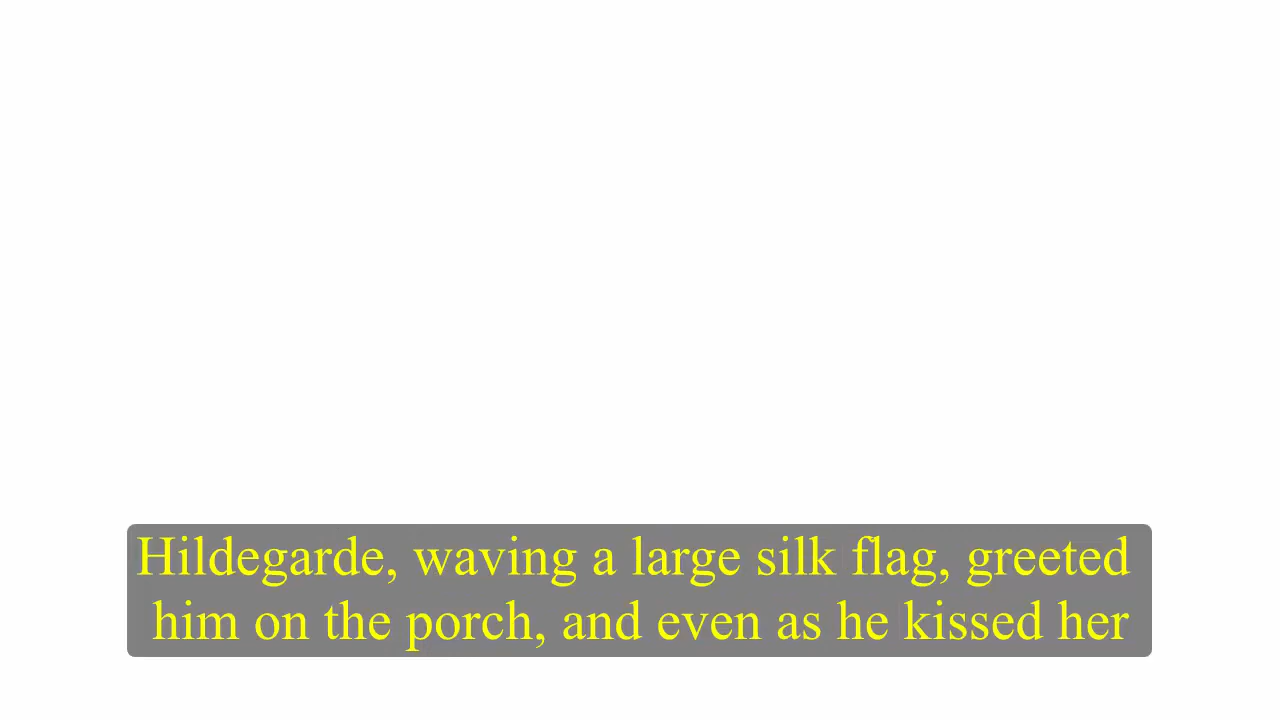 Hildegarde, waving a large silk flag, greeted
him on the porch, and even as he kissed her